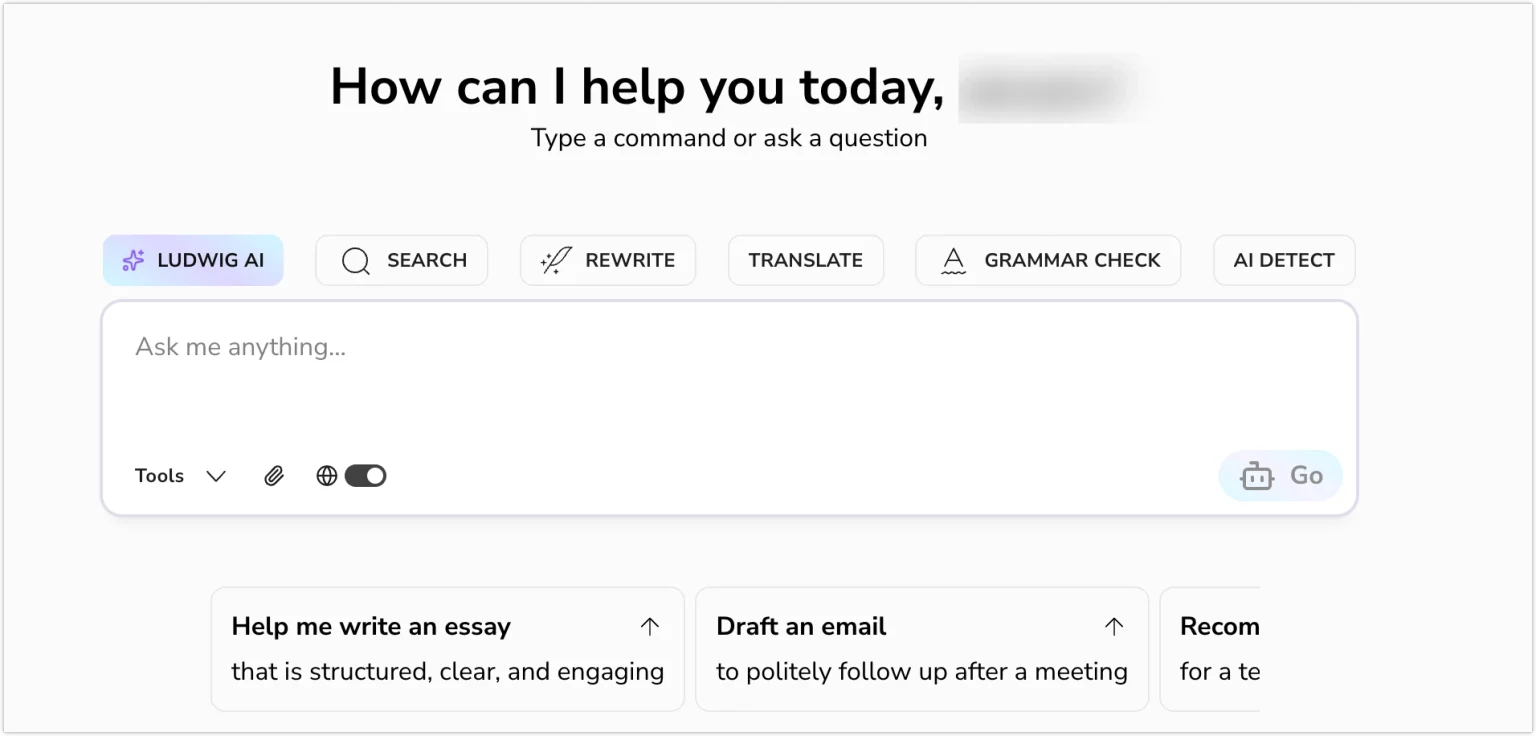 How can I help you today,
Type a command or ask a question
LUDWIG AI SEARCH REWRITE TRANSLATE GRAMMAR CHECK AI DETECT
Ask me anything...
Tools Go
Help me write an essay
that is structured, clear, and engaging
Draft an email
to politely follow up after a meeting
Recom
for a te